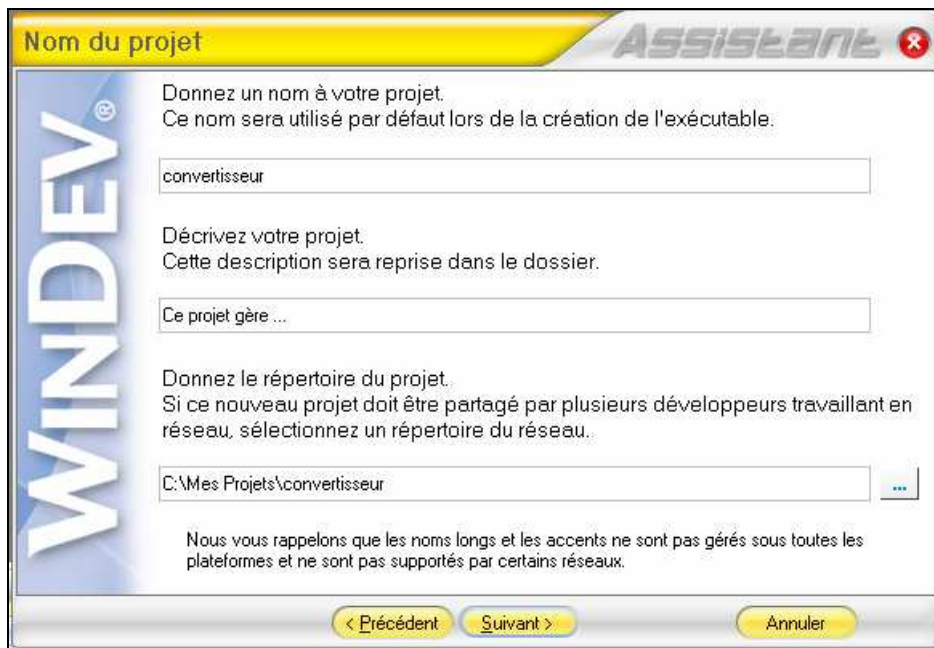 Nom du projet
Assistant
WINDEV®
Donnez un nom à votre projet.
Ce nom sera utilisé par défaut lors de la création de l'exécutable.
convertisseur
Décrivez votre projet.
Cette description sera reprise dans le dossier.
Ce projet gère ...
Donnez le répertoire du projet.
Si ce nouveau projet doit être partagé par plusieurs développeurs travaillant en
réseau, sélectionnez un répertoire du réseau.
C:\Mes Projets\convertisseur
...
Nous vous rappelons que les noms longs et les accents ne sont pas gérés sous toutes les
plateformes et ne sont pas supportés par certains réseaux.
< Précédent
Suivant >
Annuler